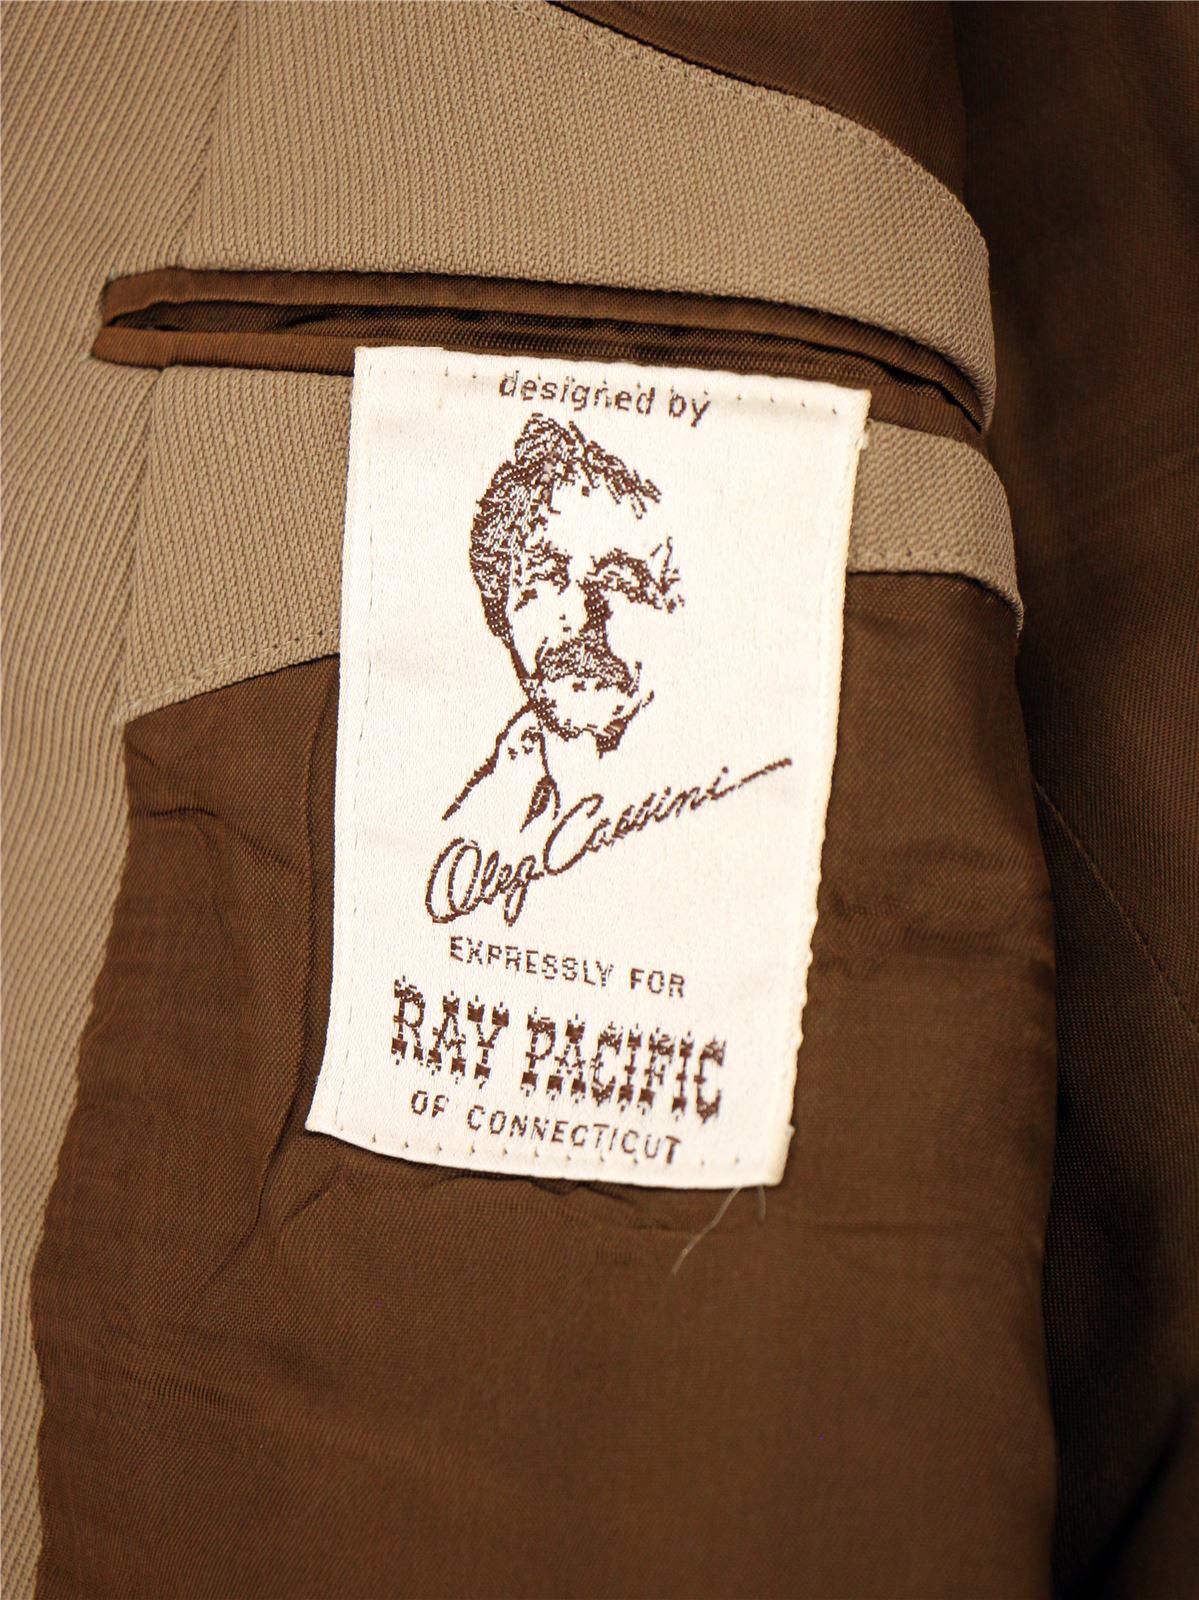 designed by
Oleg Cassini
EXPRESSLY FOR
RAY PACIFIC
OF CONNECTICUT